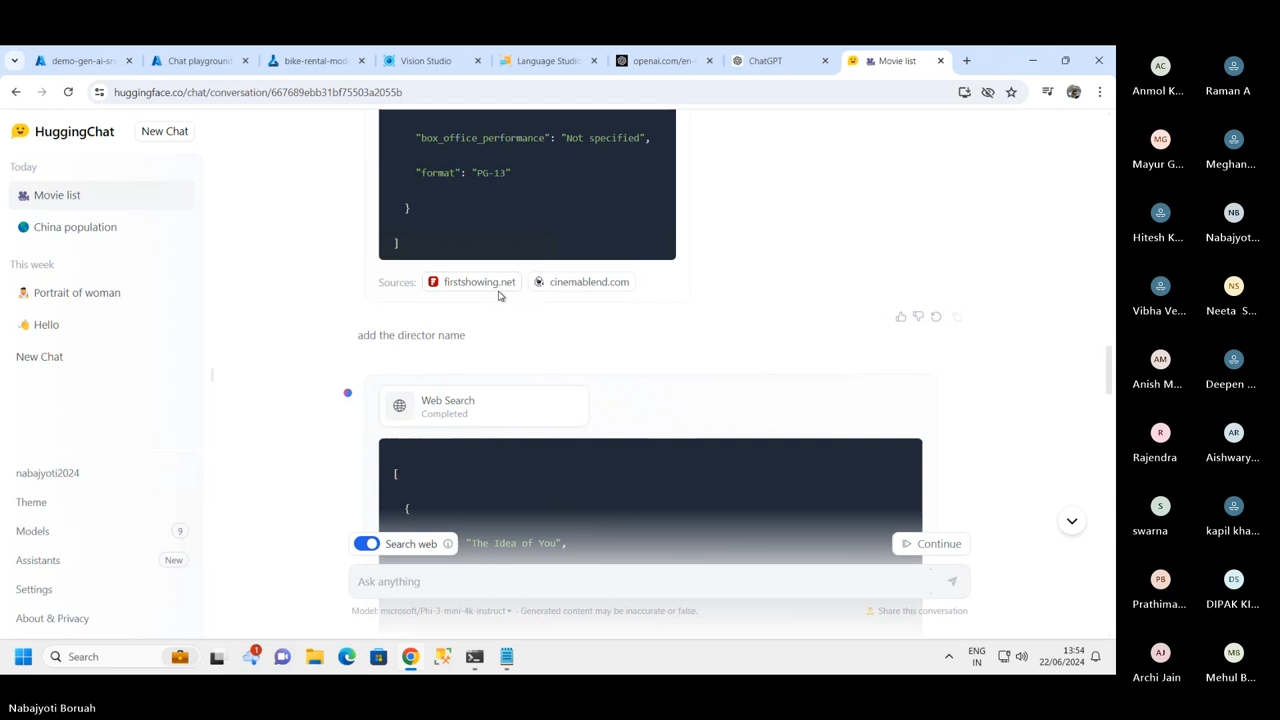 demo-gen-ai-sn
Chat playground
bike-rental-mod
Vision Studio
Language Studi
openai.com/en-
ChatGPT
Movie list
huggingface.co/chat/conversation/667689ebb31bf75503a2055b
HuggingChat
New Chat
Today
Movie list
China population
This week
Portrait of woman
Hello
New Chat
nabajyoti2024
Theme
Models
9
Assistants
New
Settings
About & Privacy
"box_office_performance": "Not specified",
"format": "PG-13"
}
]
Sources:
firstshowing.net
cinemablend.com
add the director name
Web Search
Completed
[
{
"The Idea of You",
Search web
Continue
Ask anything
Model: microsoft/Phi-3-mini-4k-instruct · Generated content may be inaccurate or false.
Share this conversation
Search
1
ENG
IN
13:54
22/06/2024
AC
Anmol K...
Raman A
MG
Mayur G...
Meghan...
Hitesh K...
NB
Nabajyot...
Vibha Ve...
NS
Neeta S...
AM
Anish M...
Deepen ...
R
Rajendra
AR
Aishwary...
S
swarna
kapil kha...
PB
Prathima...
DS
DIPAK KI...
AJ
Archi Jain
MB
Mehul B...
Nabajyoti Boruah